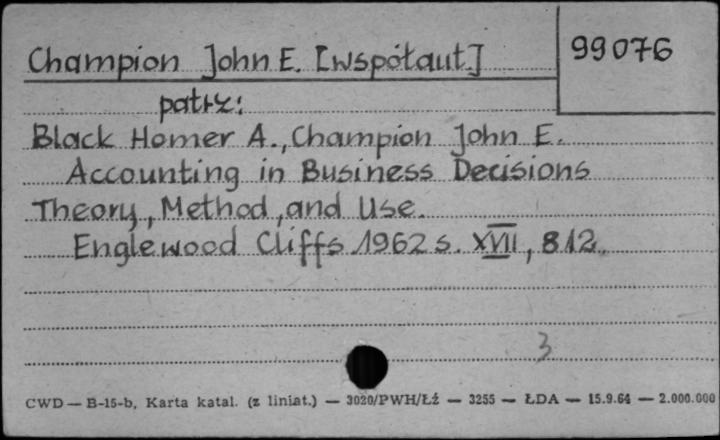 Champion John E. [współaut.]
99076
patrz:
Black Homer A., Champion John E.
Accounting in Business Decisions
Theory, Method, and Use.
Englewood Cliffs 1962 s. XVII, 812.
3
CWD — B-15-b, Karta katal. (z liniat.) — 3020/PWH/Łź — 3255 — ŁDA — 15.9.64 — 2.000.000